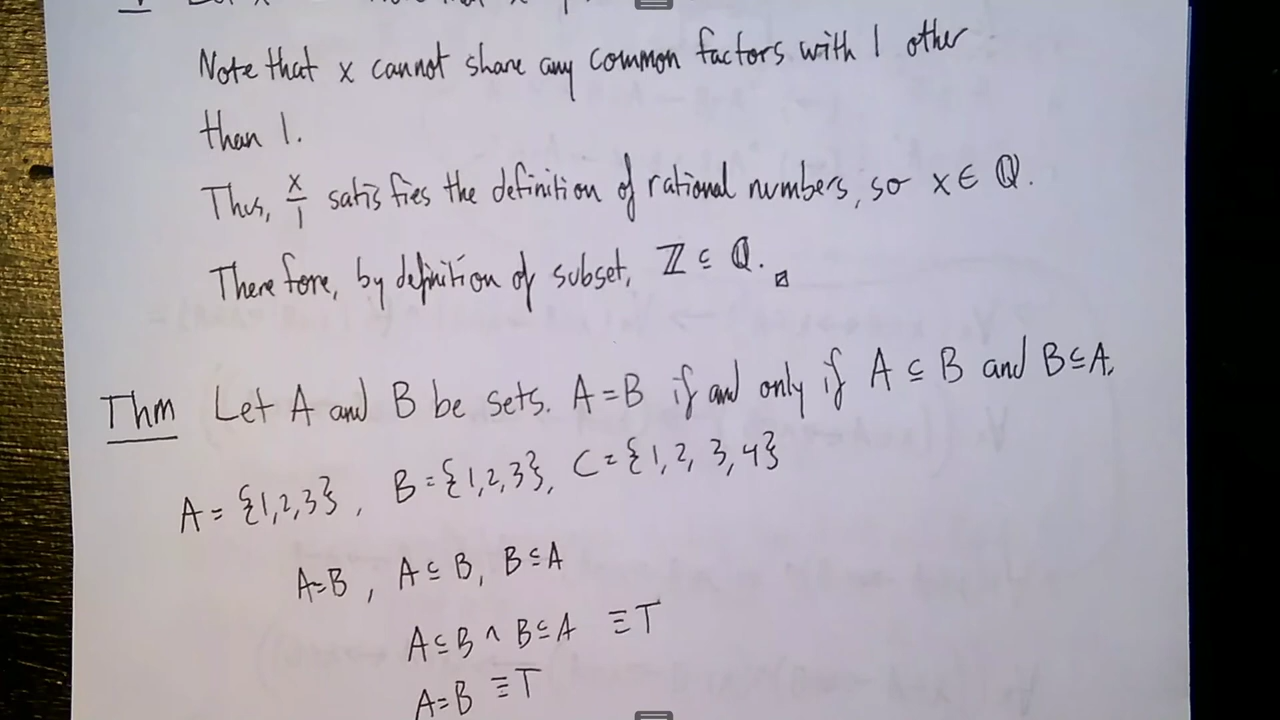 Note that x cannot share any common factors with 1 other
than 1.
Thus, x/1 satisfies the definition of rational numbers, so x ∈ ℚ.
Therefore, by definition of subset, ℤ ⊆ ℚ.
Thm Let A and B be sets. A = B if and only if A ⊆ B and B ⊆ A.
A = {1,2,3}, B = {1,2,3}, C = {1, 2, 3, 4}
A=B, A ⊆ B, B ⊆ A
A ⊆ B ∧ B ⊆ A ≡ T
A=B ≡ T